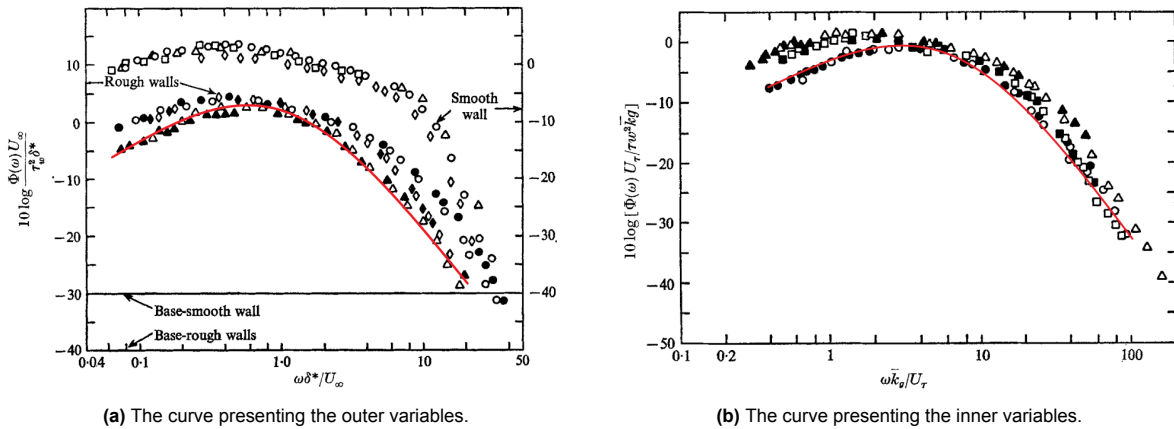 10
0
−10
−20
−30
−40
0
−10
−20
−30
−40
10 log Φ(ω) U∞ / τ²w δ*
Rough walls
Smooth wall
Base-smooth wall
Base-rough walls
0·04 0·1 1·0 10 50
ωδ*/U∞
(a) The curve presenting the outer variables.
0
−10
−20
−30
−40
−50
10 log [Φ(ω) Uτ/τw² k̄g]
0·1 0·2 1 10 100
ωk̄g/Uτ
(b) The curve presenting the inner variables.